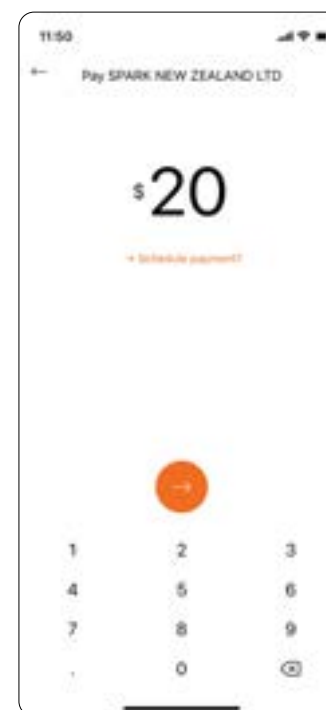 11:50
← Pay SPARK NEW ZEALAND LTD
$20
+ Schedule payment?
→
1 2 3
4 5 6
7 8 9
. 0